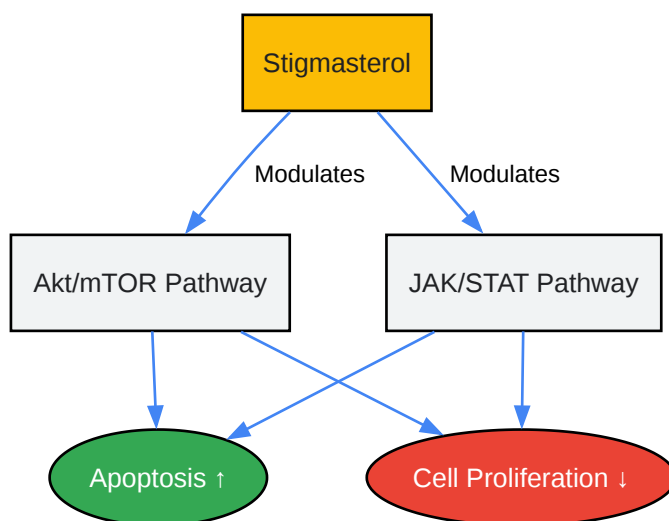 Stigmasterol
Modulates
Modulates
Akt/mTOR Pathway
JAK/STAT Pathway
Apoptosis ↑
Cell Proliferation ↓